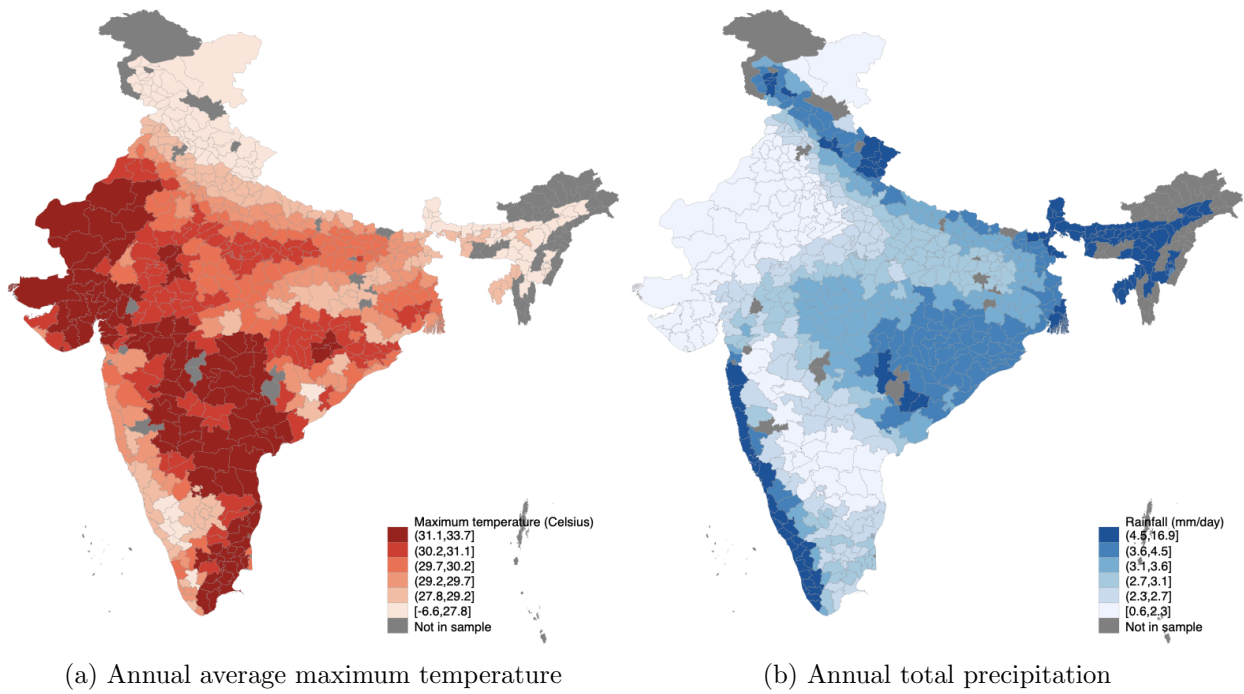 Maximum temperature (Celsius)
(31.1,33.7]
(30.2,31.1]
(29.7,30.2]
(29.2,29.7]
(27.8,29.2]
[-6.6,27.8]
Not in sample
Rainfall (mm/day)
(4.5,16.9]
(3.6,4.5]
(3.1,3.6]
(2.7,3.1]
(2.3,2.7]
[0.6,2.3]
Not in sample
(a) Annual average maximum temperature
(b) Annual total precipitation